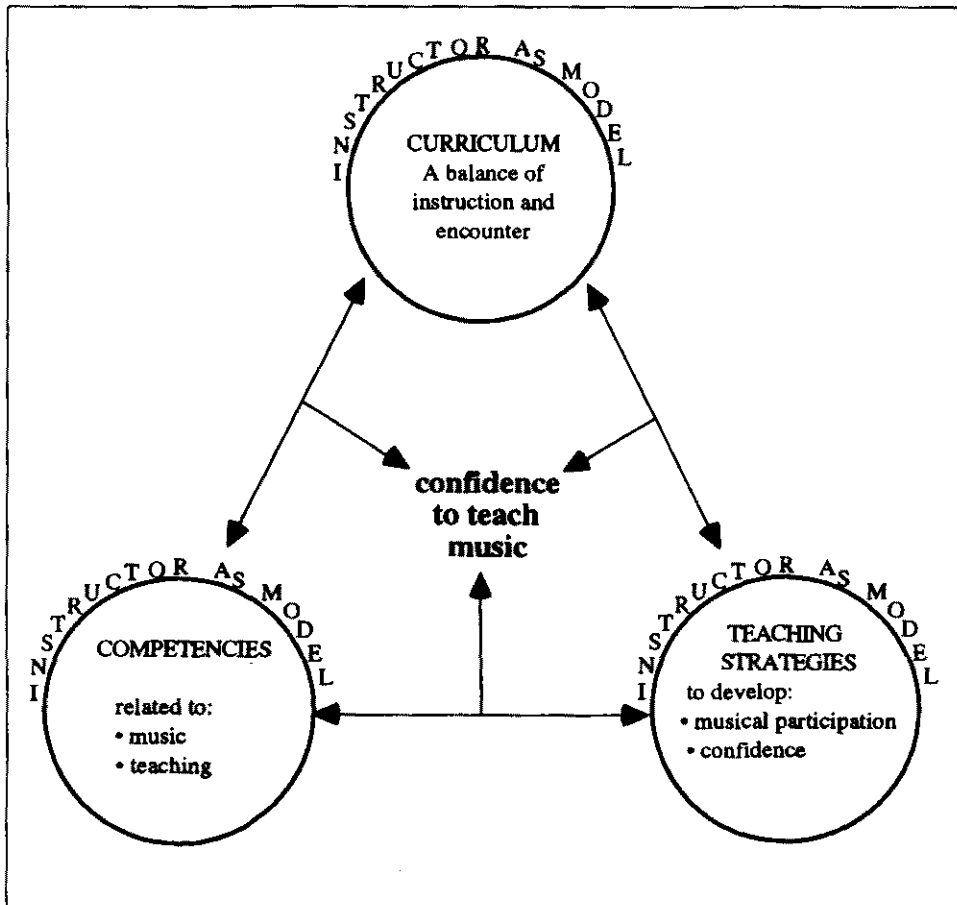 INSTRUCTOR AS MODEL
CURRICULUM
A balance of
instruction and
encounter
confidence
to teach
music
INSTRUCTOR AS MODEL
COMPETENCIES
related to:
• music
• teaching
INSTRUCTOR AS MODEL
TEACHING
STRATEGIES
to develop:
• musical participation
• confidence